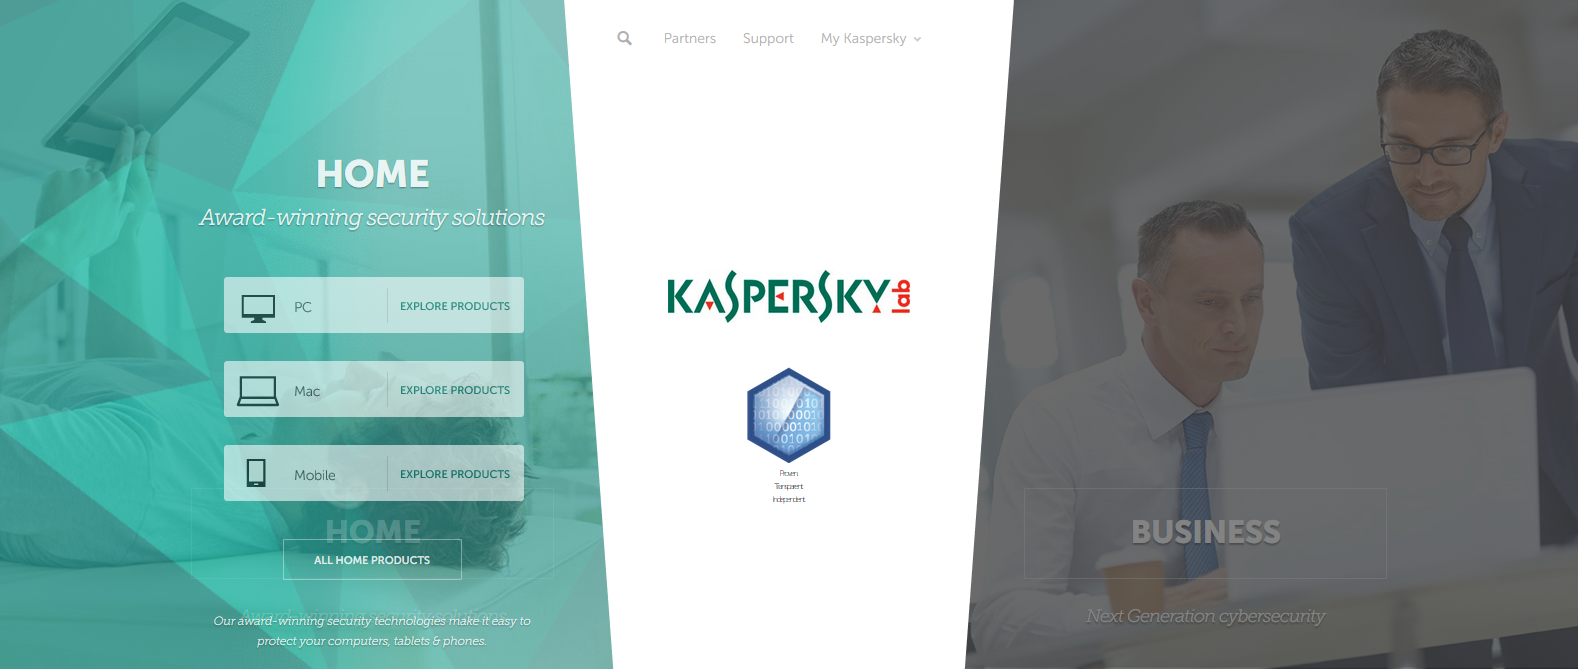 Partners Support My Kaspersky
HOME
Award-winning security solutions
PC EXPLORE PRODUCTS
Mac EXPLORE PRODUCTS
Mobile EXPLORE PRODUCTS
HOME
ALL HOME PRODUCTS
Award-winning security solutions
Our award-winning security technologies make it easy to
protect your computers, tablets & phones.
KASPERSKY lab
Proven.
Transparent.
Independent.
BUSINESS
Next Generation cybersecurity